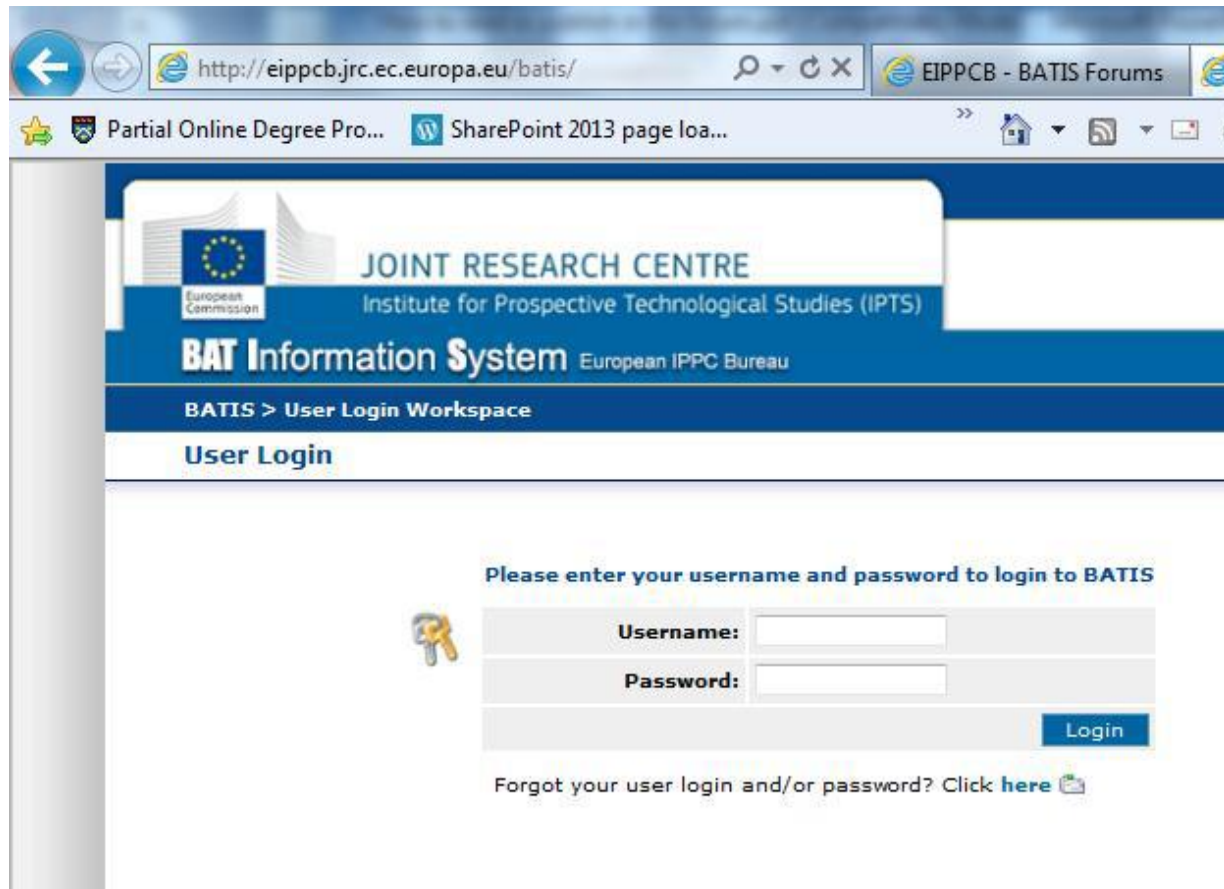 http://eippcb.jrc.ec.europa.eu/batis/ EIPPCB - BATIS Forums
Partial Online Degree Pro... SharePoint 2013 page loa...
European
Commission
JOINT RESEARCH CENTRE
Institute for Prospective Technological Studies (IPTS)
BAT Information System European IPPC Bureau
BATIS > User Login Workspace
User Login
Please enter your username and password to login to BATIS
Username:
Password:
Login
Forgot your user login and/or password? Click here